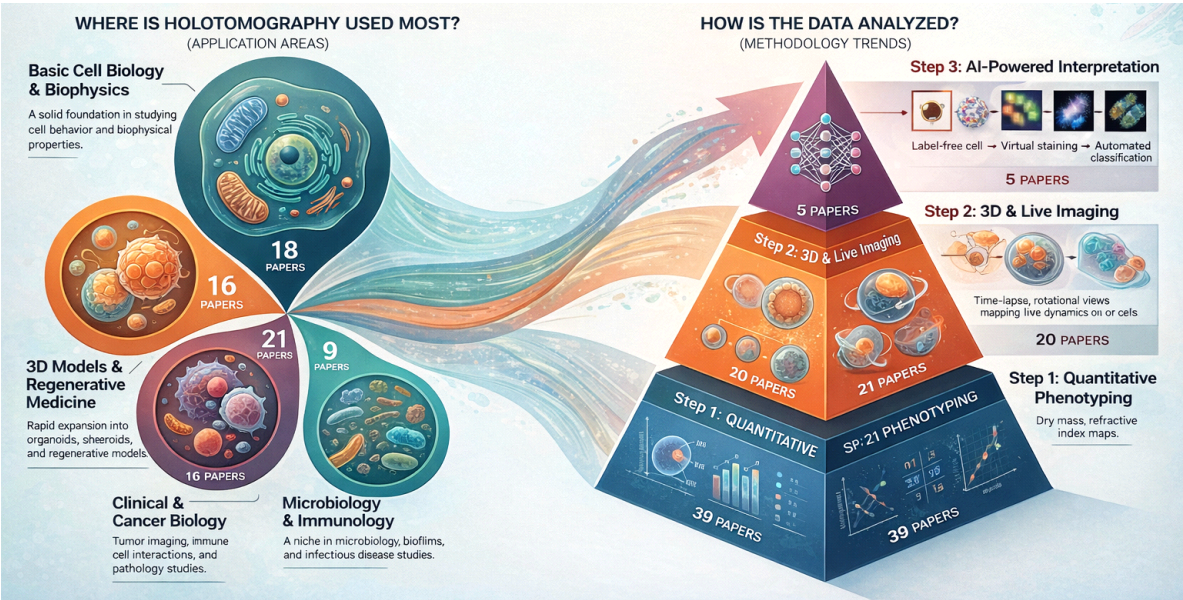 WHERE IS HOLOTOMOGRAPHY USED MOST?
(APPLICATION AREAS)
Basic Cell Biology
& Biophysics
A solid foundation in studying
cell behavior and biophysical
properties.
18
PAPERS
16
PAPERS
21
PAPERS
9
PAPERS
3D Models &
Regenerative
Medicine
Rapid expansion into
organoids, sheeroids,
and regenerative models.
16 PAPERS
Clinical &
Cancer Biology
Tumor imaging, immune
cell interactions, and
pathology studies.
Microbiology
& Immunology
A niche in microbiology, biofilms,
and infectious disease studies.
HOW IS THE DATA ANALYZED?
(METHODOLOGY TRENDS)
5 PAPERS
Step 2: 3D & Live Imaging
20 PAPERS
21 PAPERS
Step 1: QUANTITATIVE
SP:21 PHENOTYPING
39 PAPERS
39 PAPERS
Step 3: AI-Powered Interpretation
Label-free cell → Virtual staining → Automated
classification
5 PAPERS
Step 2: 3D & Live Imaging
Time-lapse, rotational views
mapping live dynamics on or cells
20 PAPERS
Step 1: Quantitative
Phenotyping
Dry mass, refractive
index maps.